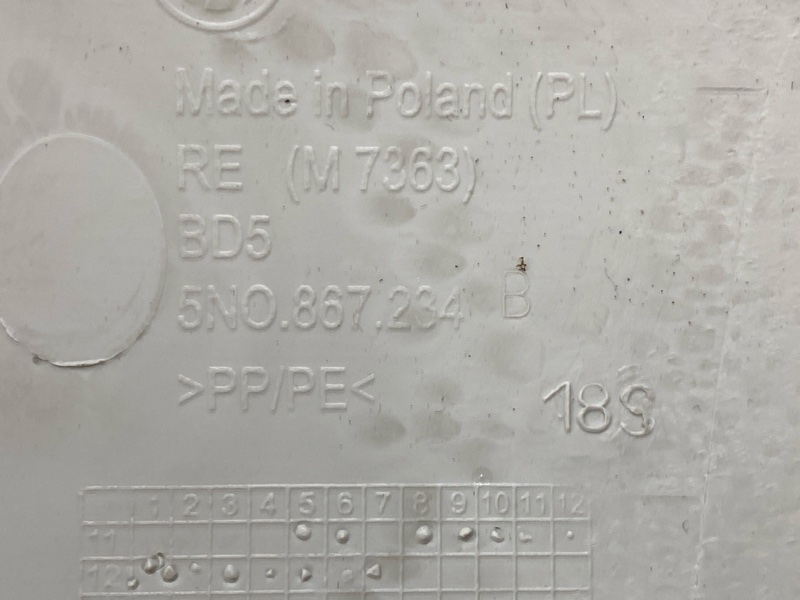 Made in Poland (PL)
RE (M 7363)
BD5
5N0.867.234 B
>PP/PE<
18S
1 2 3 4 5 6 7 8 9 10 11 12
11
12